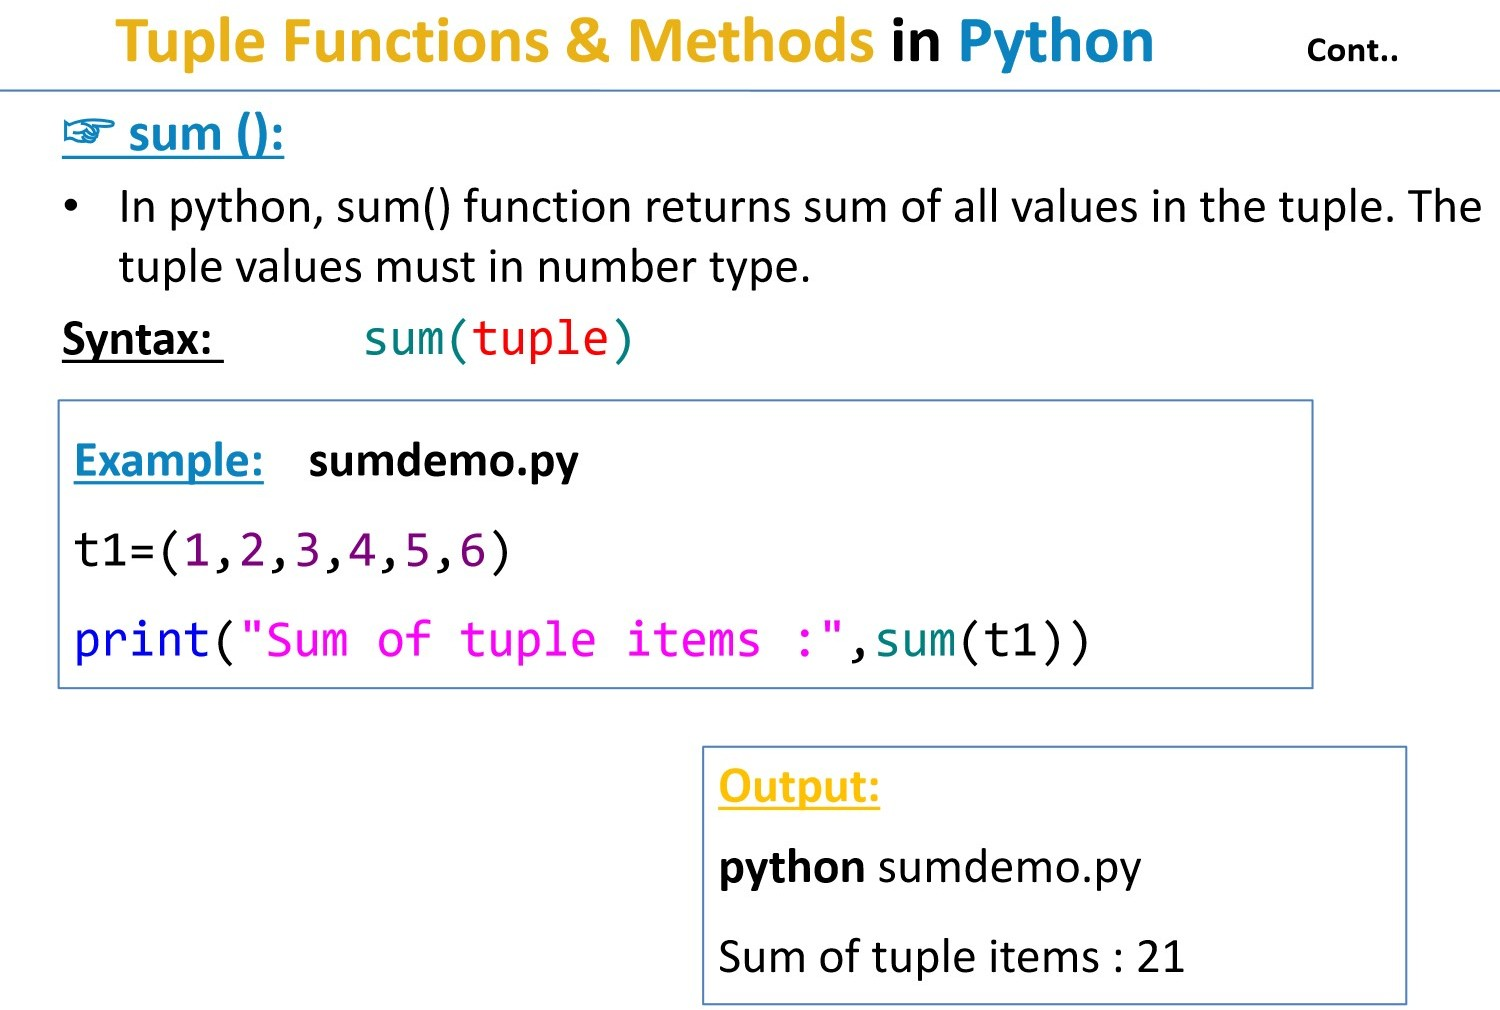 Tuple Functions & Methods in Python Cont..
☞ sum ():
• In python, sum() function returns sum of all values in the tuple. The
tuple values must in number type.
Syntax: sum(tuple)
Example: sumdemo.py
t1=(1,2,3,4,5,6)
print("Sum of tuple items :",sum(t1))
Output:
python sumdemo.py
Sum of tuple items : 21